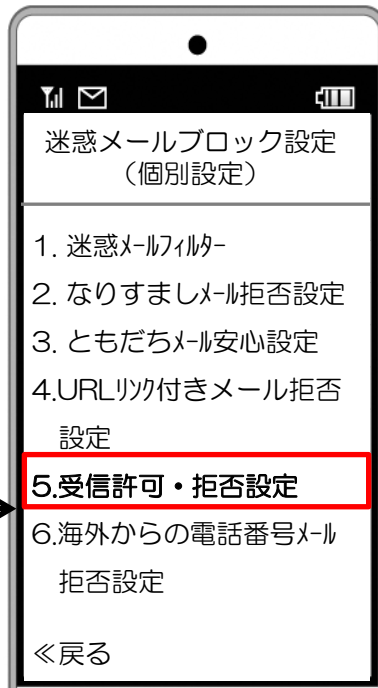 迷惑メールブロック設定
（個別設定）
1. 迷惑ﾒｰﾙﾌｨﾙﾀｰ
2. なりすましﾒｰﾙ拒否設定
3. ともだちﾒｰﾙ安心設定
4.URLﾘﾝｸ付きメール拒否
設定
5.受信許可・拒否設定
6.海外からの電話番号ﾒｰﾙ
拒否設定
≪戻る